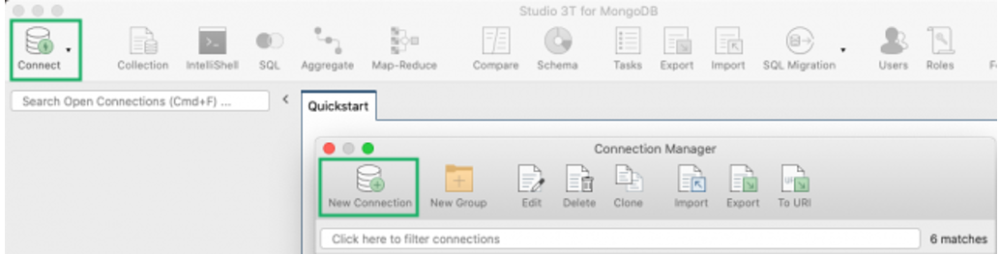 Studio 3T for MongoDB
Connect Collection IntelliShell SQL Aggregate Map-Reduce Compare Schema Tasks Export Import SQL Migration Users Roles
Search Open Connections (Cmd+F) ...
Quickstart
Connection Manager
New Connection New Group Edit Delete Clone Import Export To URI
Click here to filter connections 6 matches